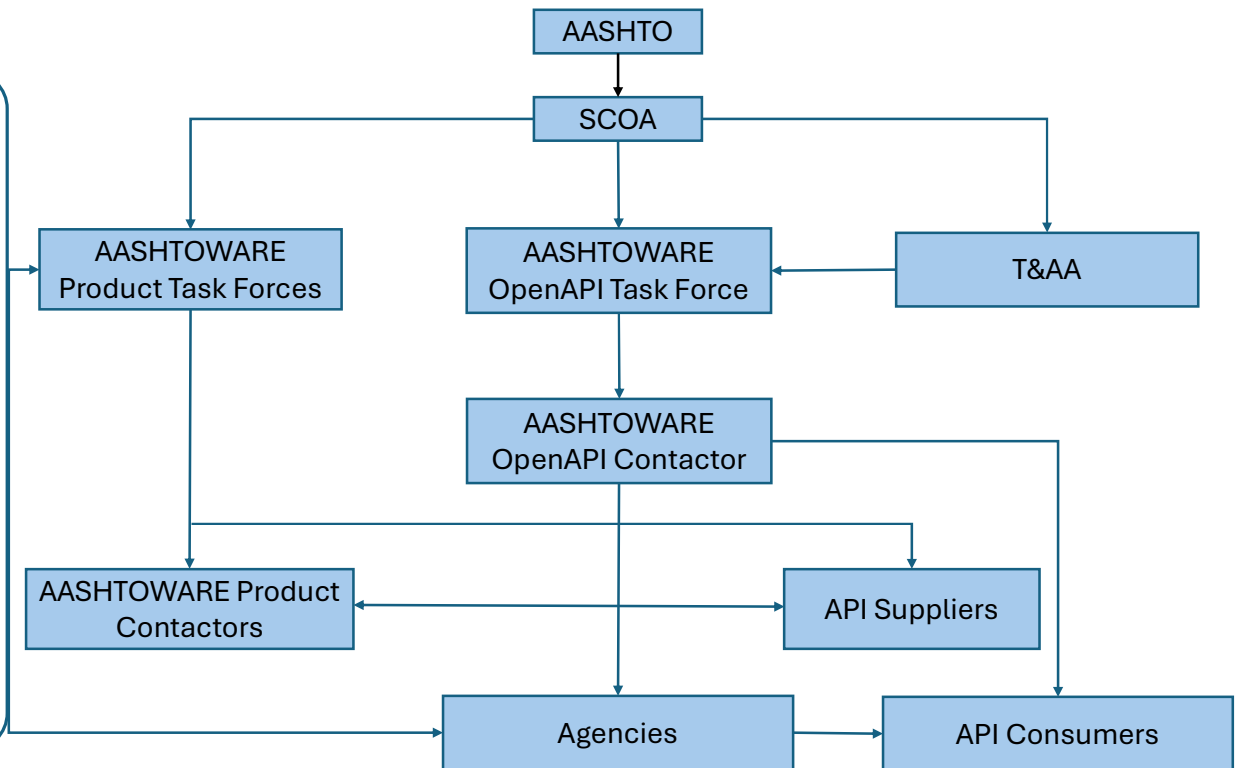 AASHTO
SCOA
AASHTOWARE
Product Task Forces
AASHTOWARE
OpenAPI Task Force
T&AA
AASHTOWARE
OpenAPI Contactor
AASHTOWARE Product
Contactors
API Suppliers
Agencies
API Consumers